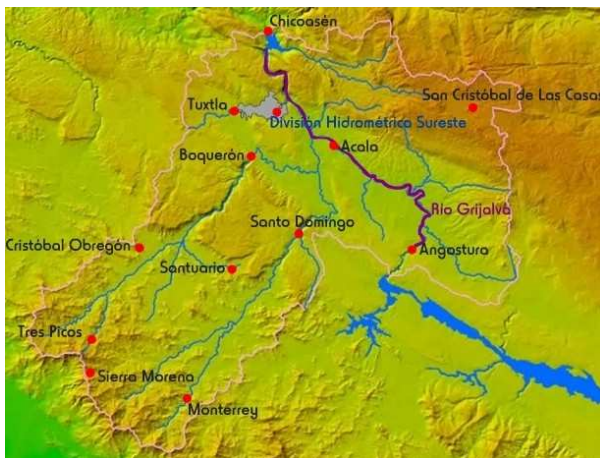 Chicoasén
San Cristóbal de Las Casas
Tuxtla
División Hidrométrica Sureste
Acala
Boquerón
Río Grijalva
Santo Domingo
Cristóbal Obregón
Angostura
Santuario
Tres Picos
Sierra Morena
Monterrey